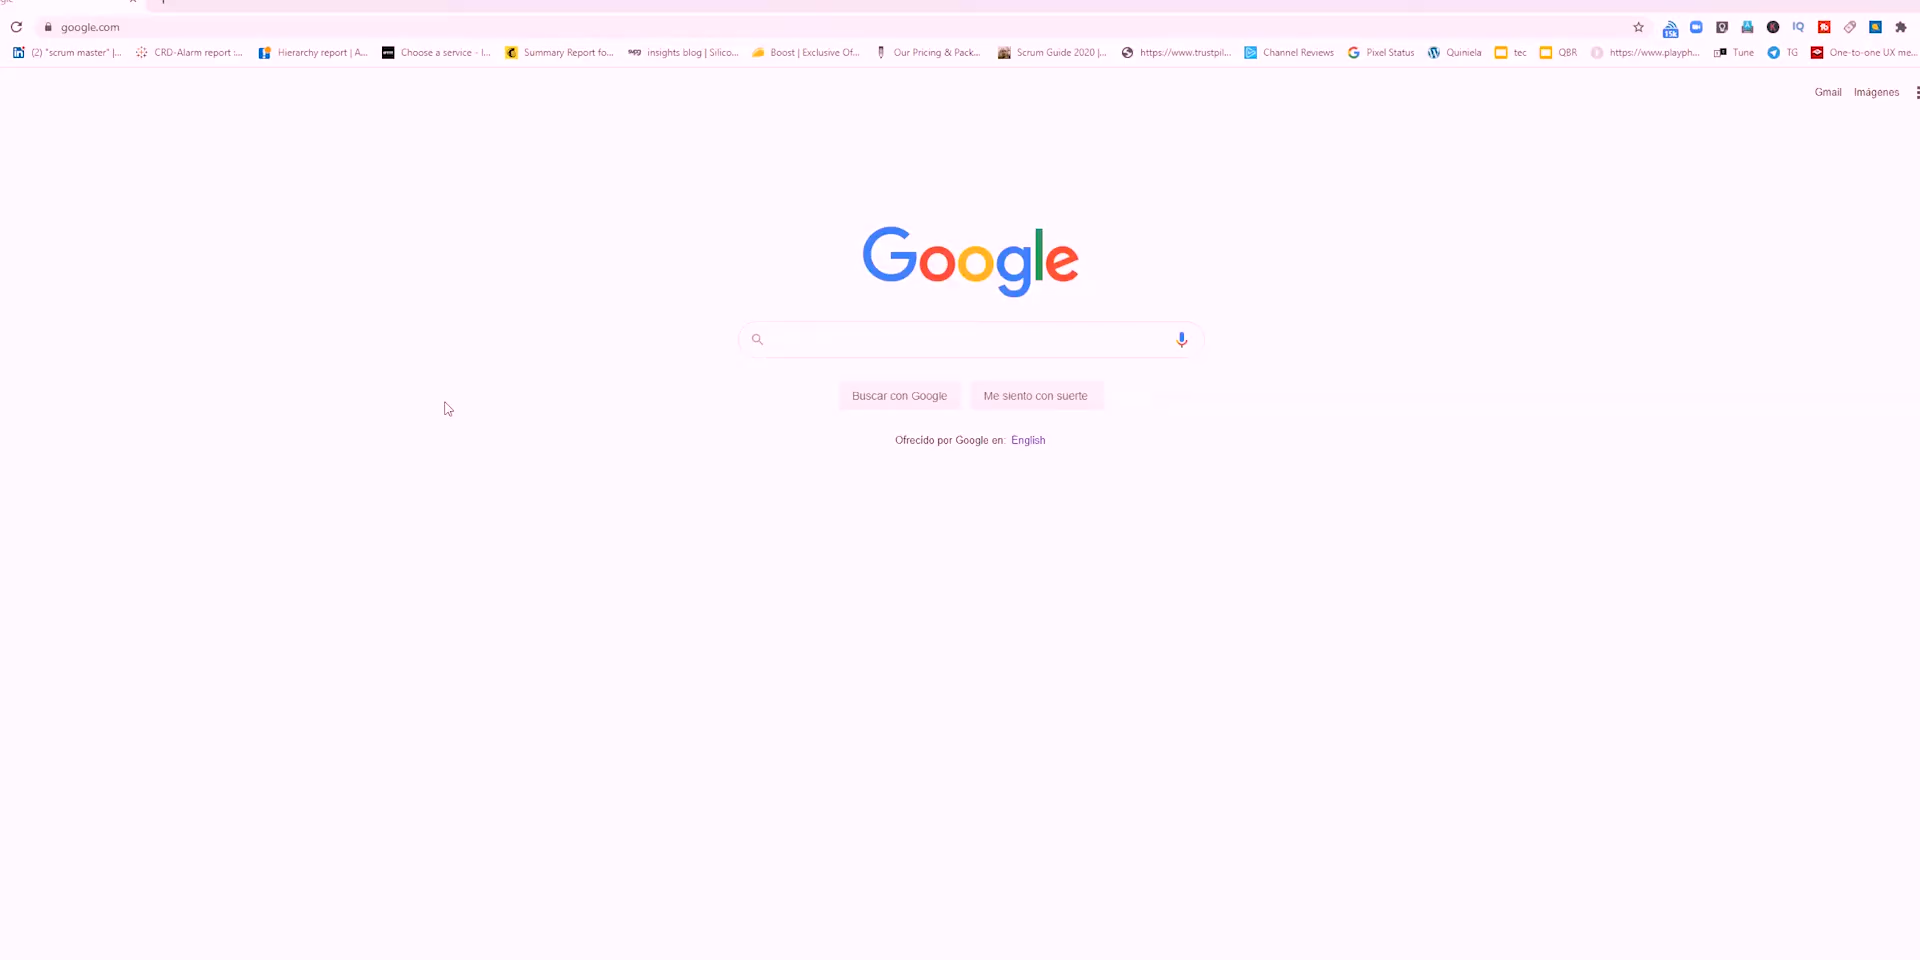 google.com
15k
(2) "scrum master" |... CRD-Alarm report :... Hierarchy report | A... Choose a service - I... Summary Report fo... insights blog | Silico... Boost | Exclusive Of... Our Pricing & Pack... Scrum Guide 2020 |... https://www.trustpil... Channel Reviews Pixel Status Quiniela tec QBR https://www.playph... Tune TG One-to-one UX me...
Gmail Imágenes
Google
Buscar con Google Me siento con suerte
Ofrecido por Google en: English